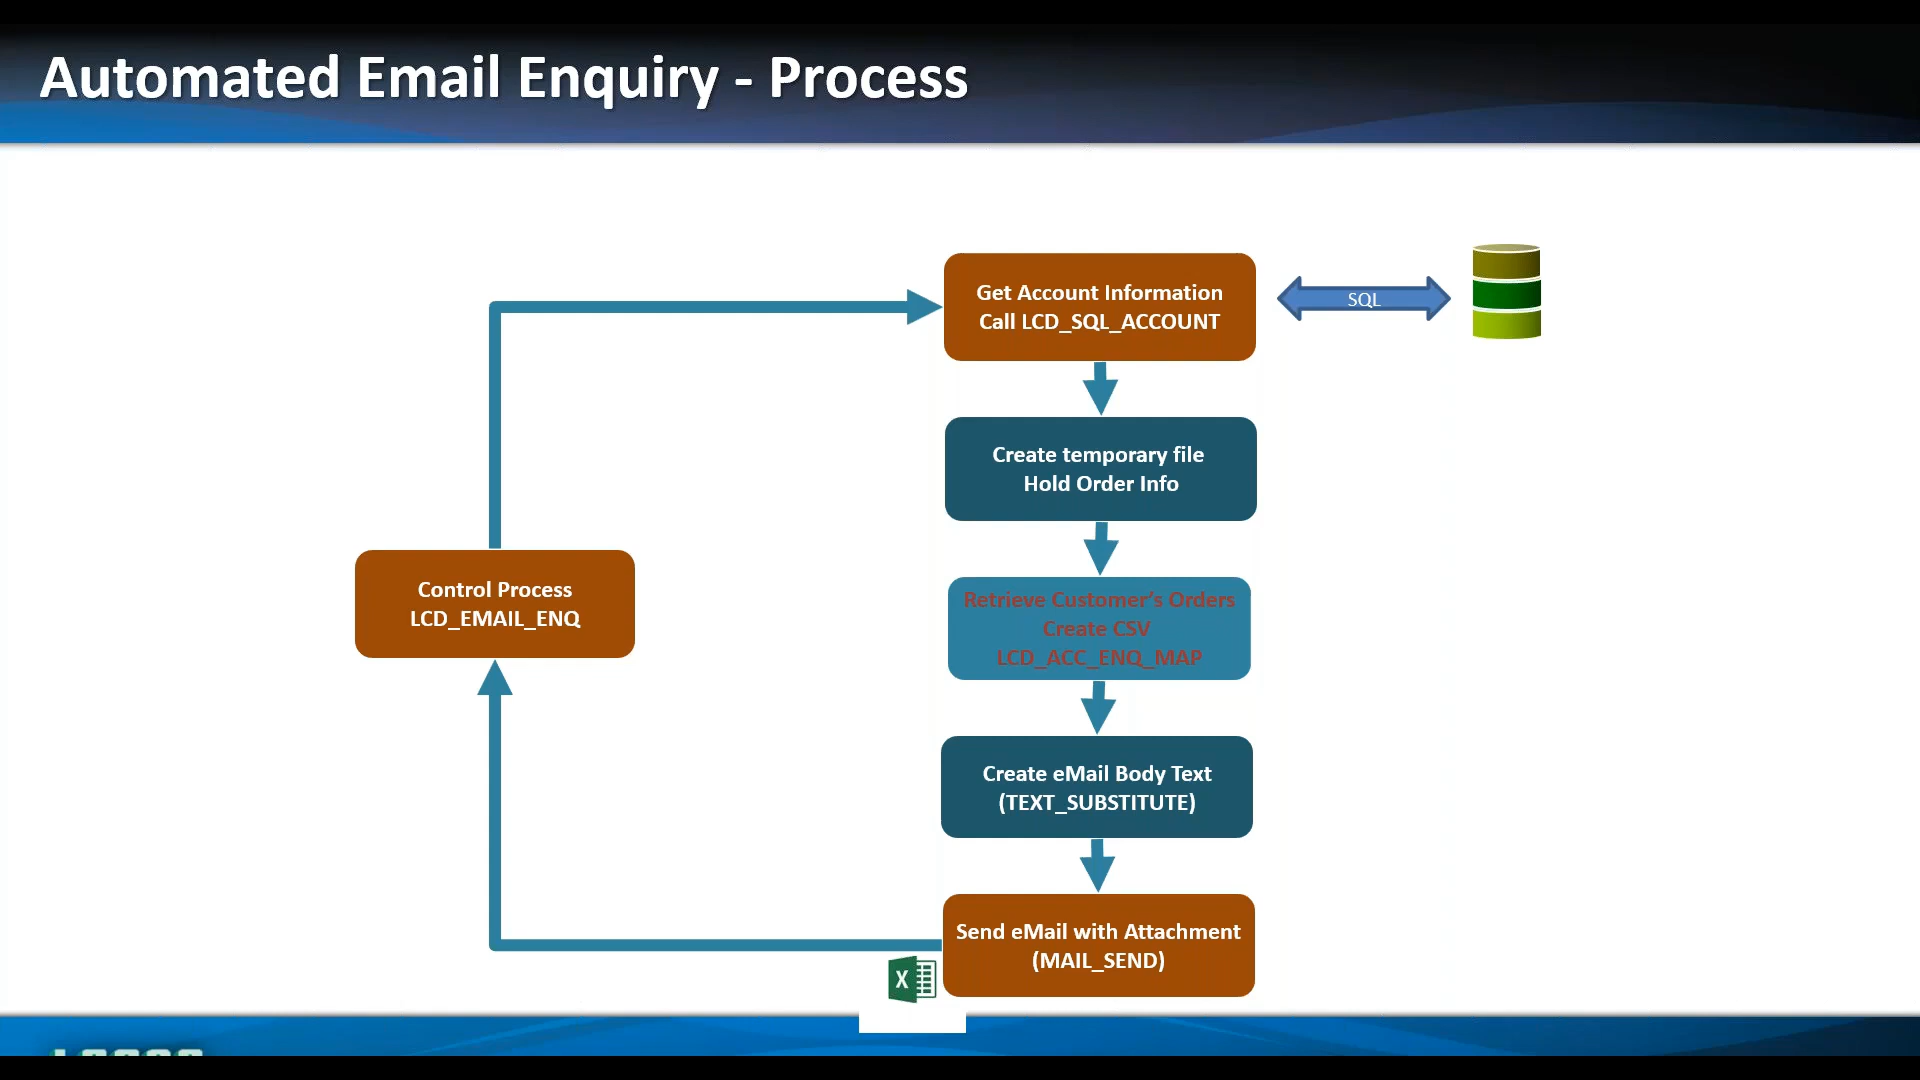 Automated Email Enquiry - Process
Get Account Information
Call LCD_SQL_ACCOUNT
SQL
Create temporary file
Hold Order Info
Control Process
LCD_EMAIL_ENQ
Retrieve Customer’s Orders
Create CSV
LCD_ACC_ENQ_MAP
Create eMail Body Text
(TEXT_SUBSTITUTE)
Send eMail with Attachment
(MAIL_SEND)
X